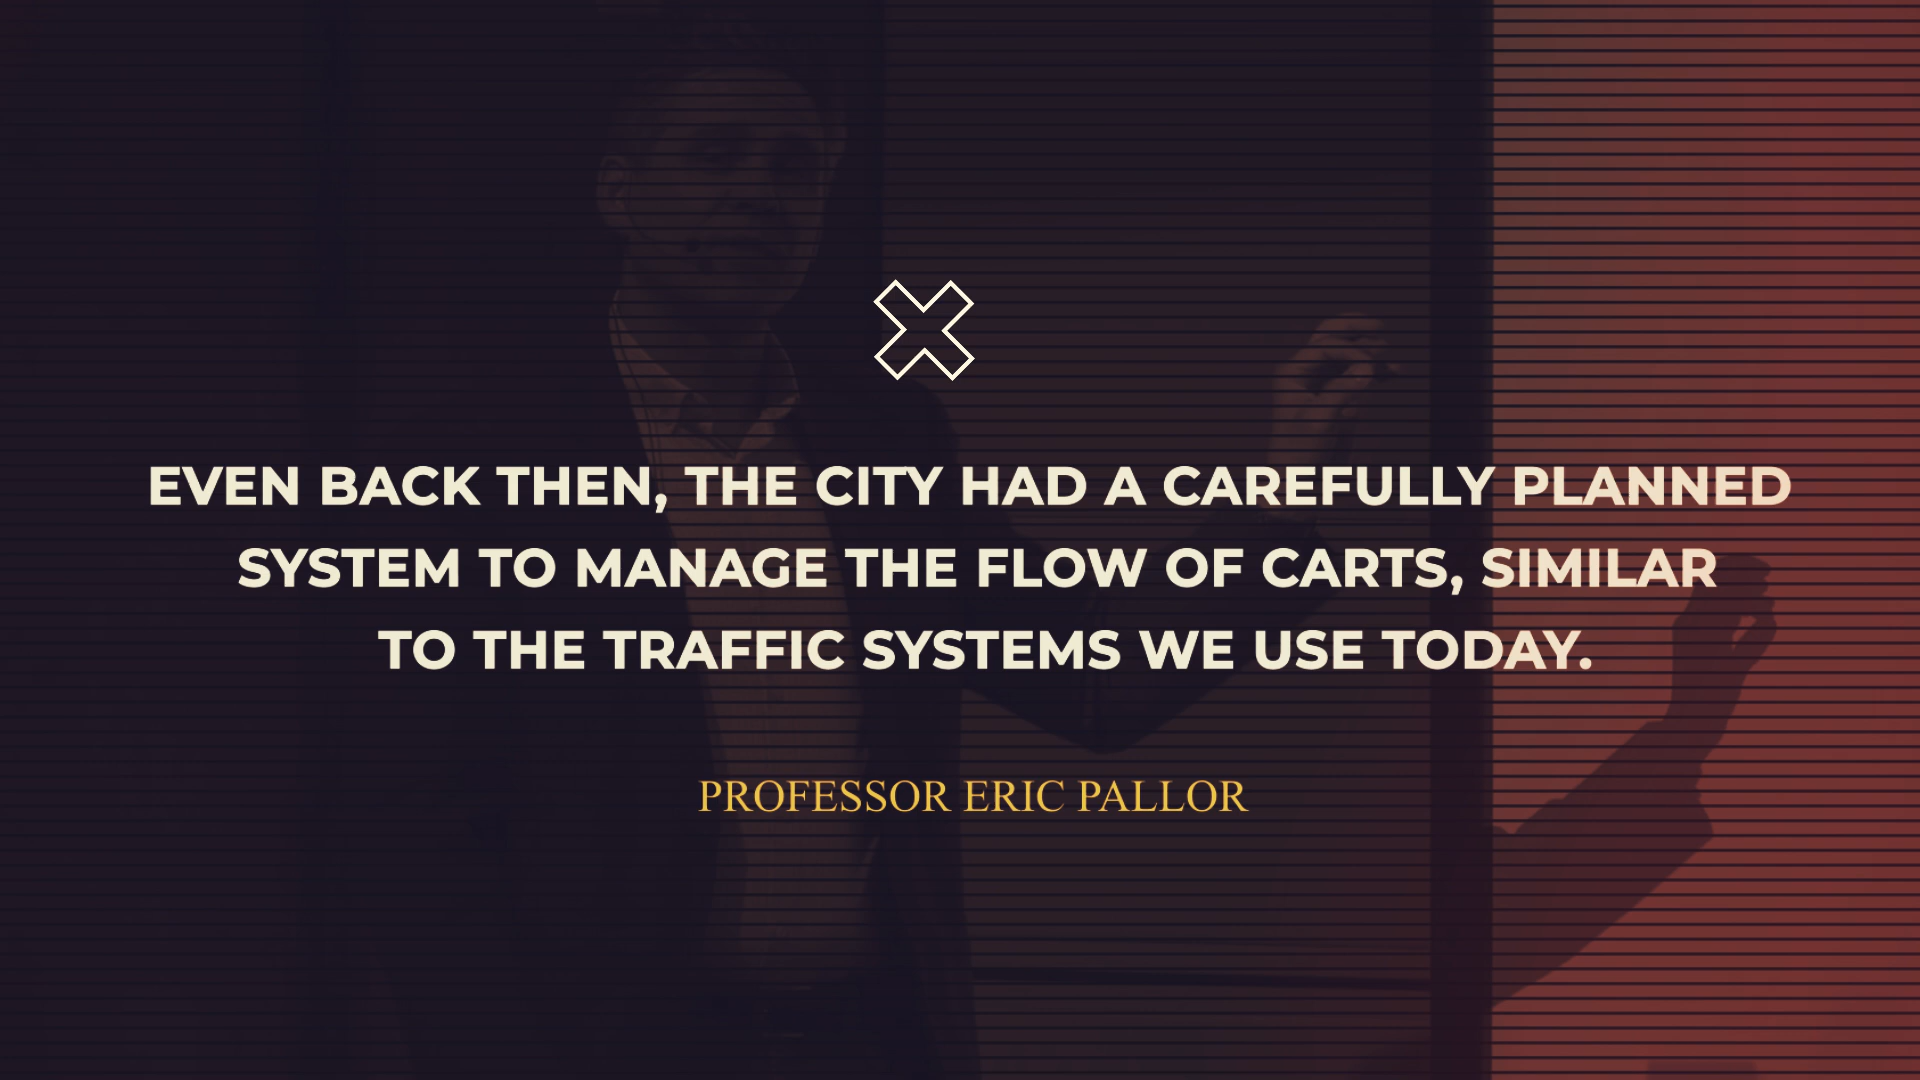 EVEN BACK THEN, THE CITY HAD A CAREFULLY PLANNED
SYSTEM TO MANAGE THE FLOW OF CARTS, SIMILAR
TO THE TRAFFIC SYSTEMS WE USE TODAY.
PROFESSOR ERIC PALLOR